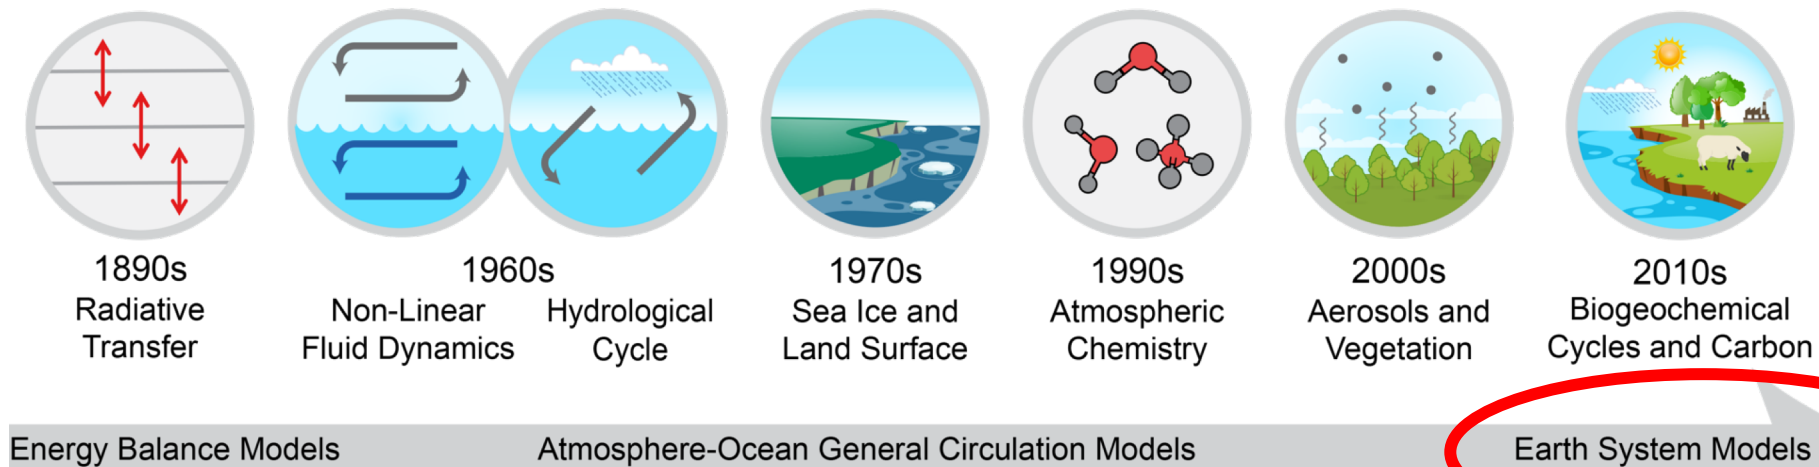 1890s
Radiative
Transfer
1960s
Non-Linear
Fluid Dynamics
Hydrological
Cycle
1970s
Sea Ice and
Land Surface
1990s
Atmospheric
Chemistry
2000s
Aerosols and
Vegetation
2010s
Biogeochemical
Cycles and Carbon
Energy Balance Models
Atmosphere-Ocean General Circulation Models
Earth System Models